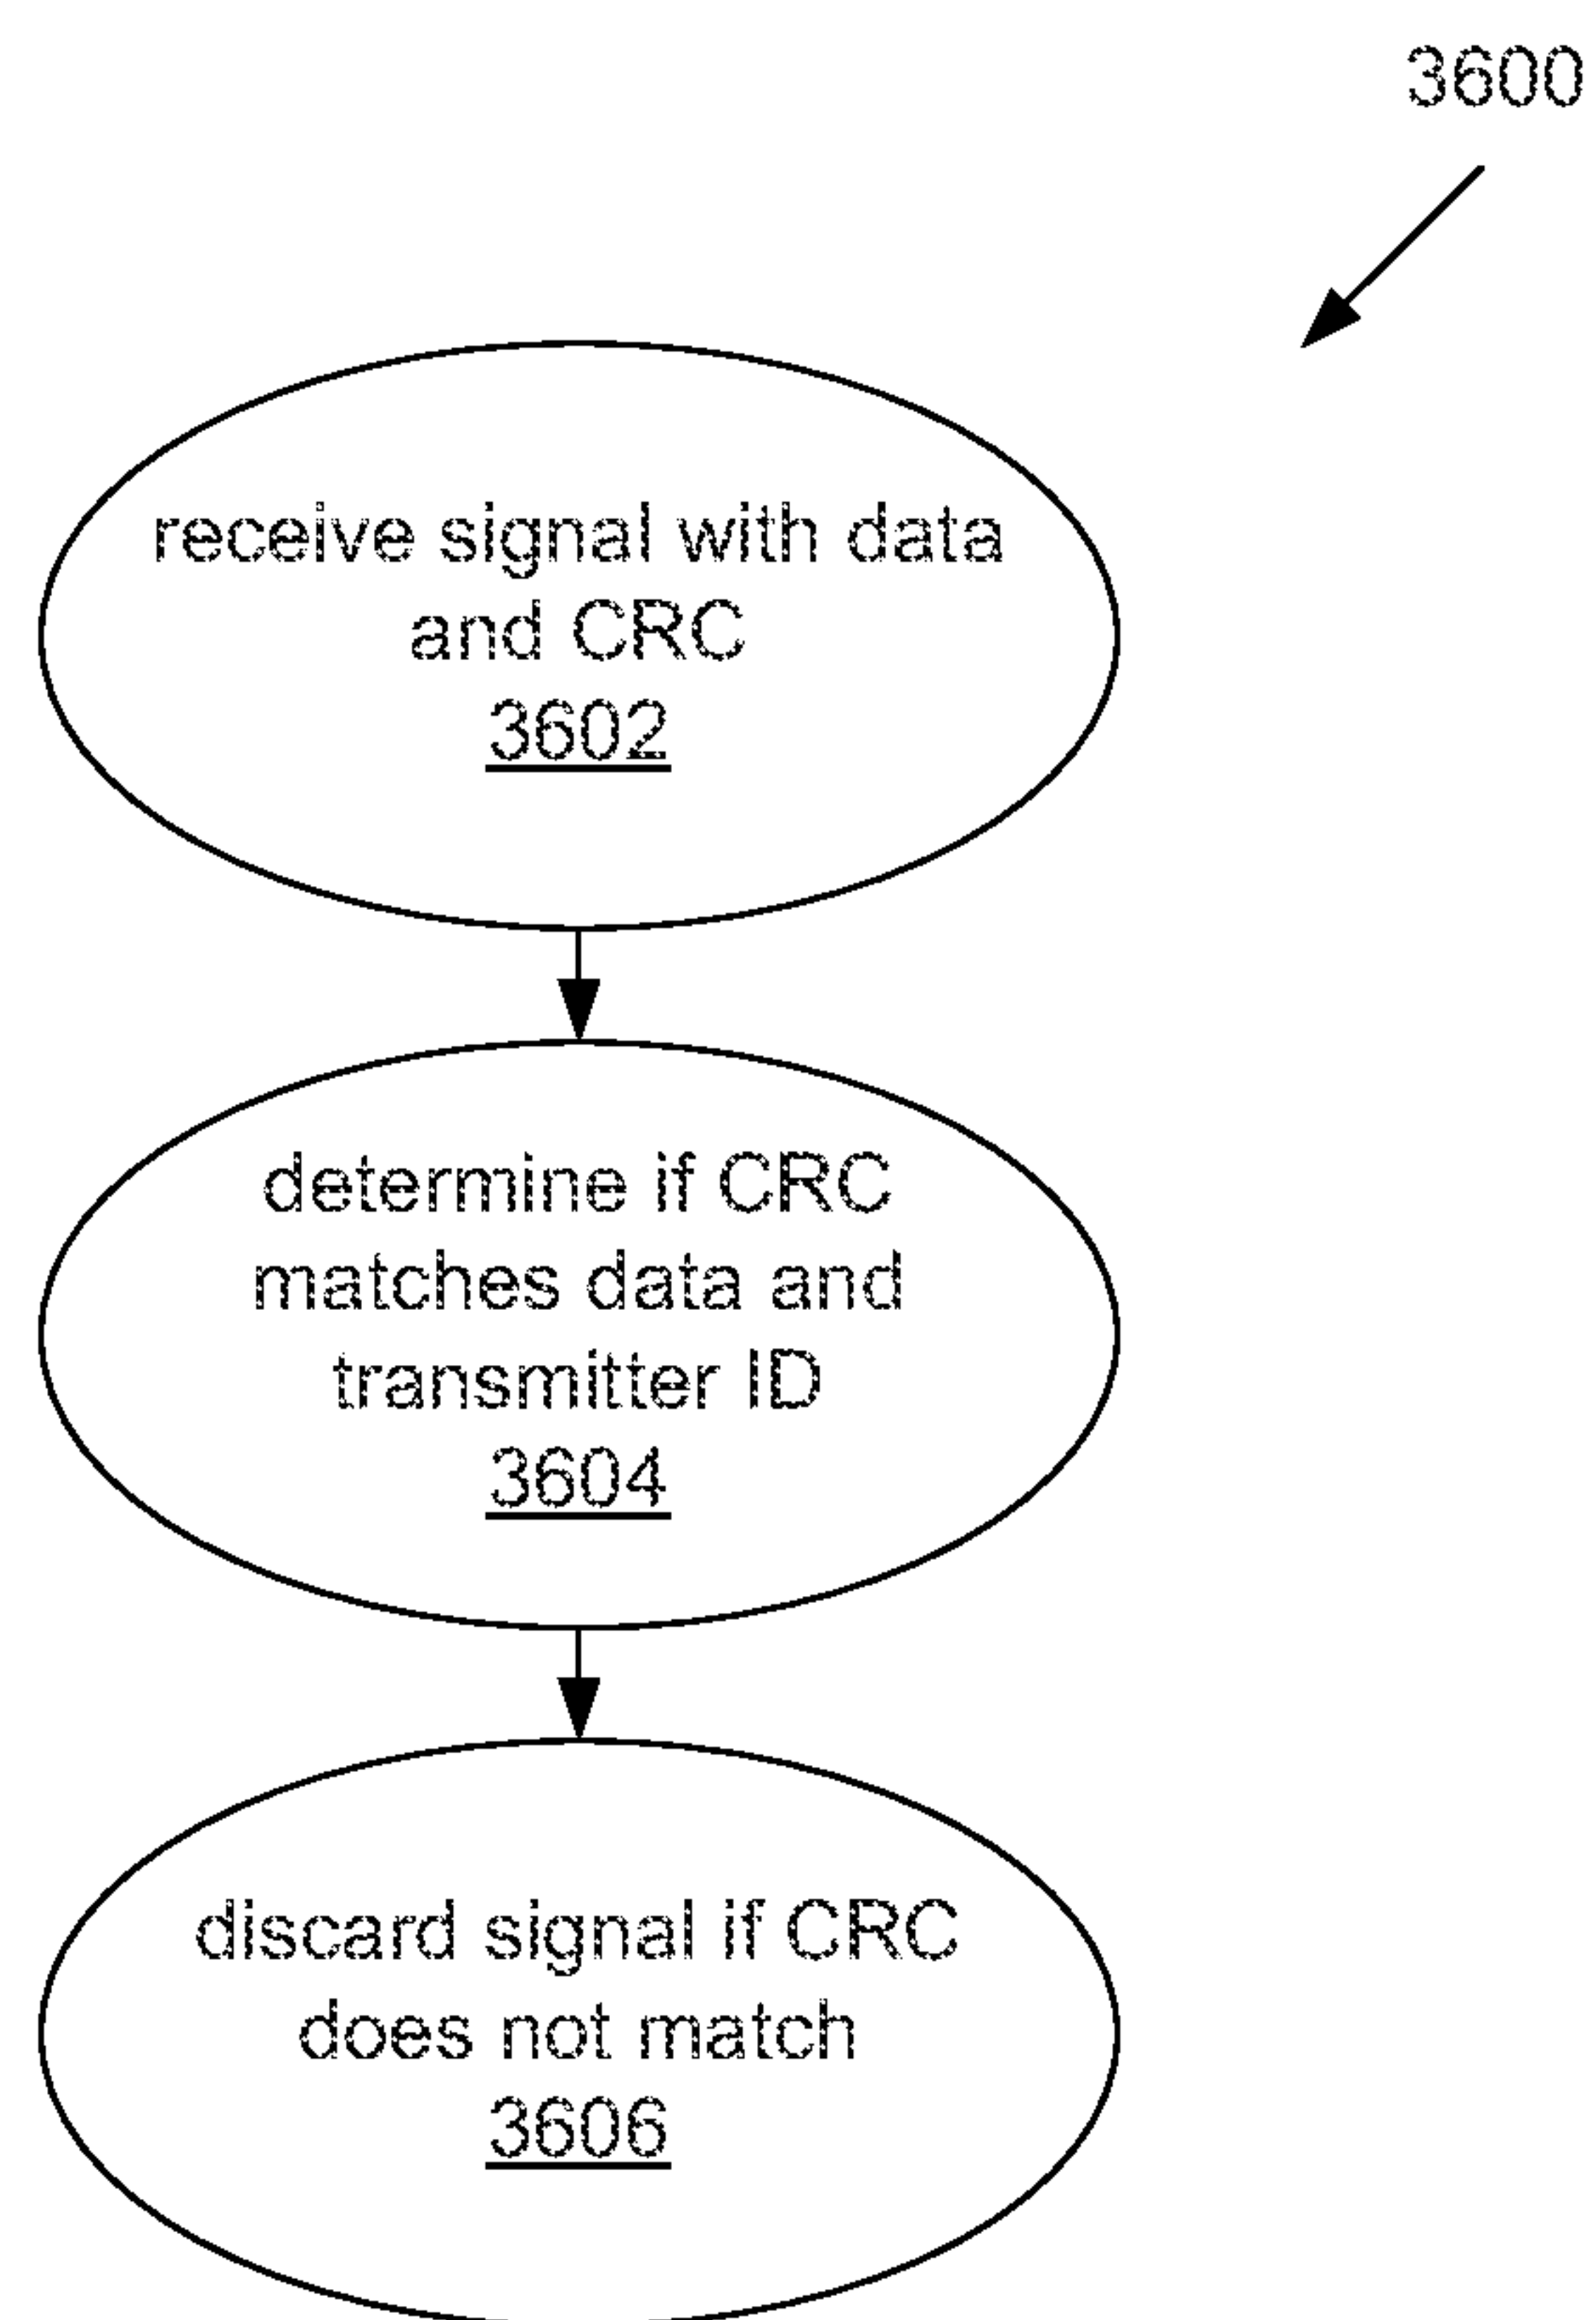 3600
receive signal with data
and CRC
3602
determine if CRC
matches data and
transmitter ID
3604
discard signal if CRC
does not match
3606